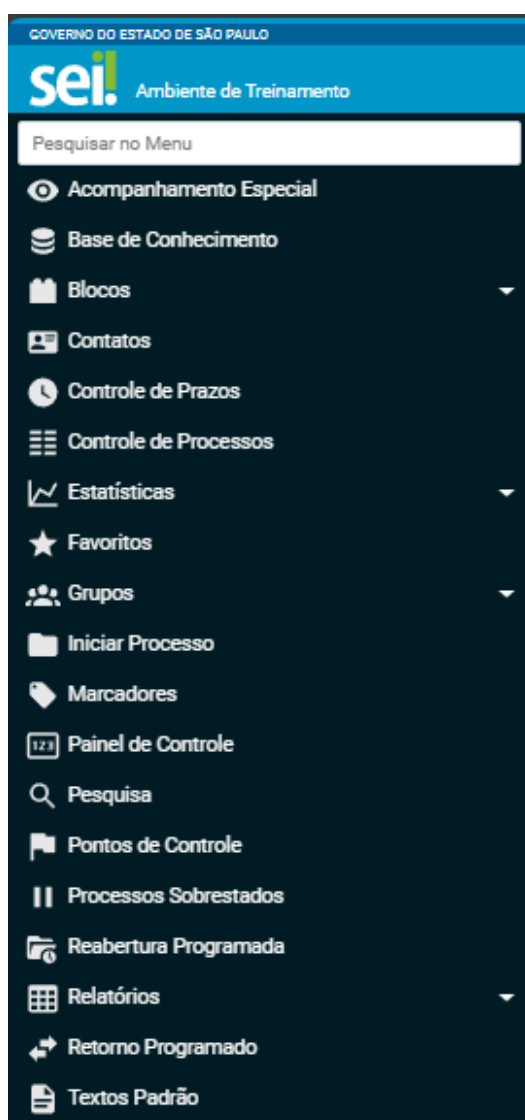 GOVERNO DO ESTADO DE SÃO PAULO
sei! Ambiente de Treinamento
Pesquisar no Menu
Acompanhamento Especial
Base de Conhecimento
Blocos
Contatos
Controle de Prazos
Controle de Processos
Estatísticas
Favoritos
Grupos
Iniciar Processo
Marcadores
123 Painel de Controle
Pesquisa
Pontos de Controle
Processos Sobrestados
Reabertura Programada
Relatórios
Retorno Programado
Textos Padrão